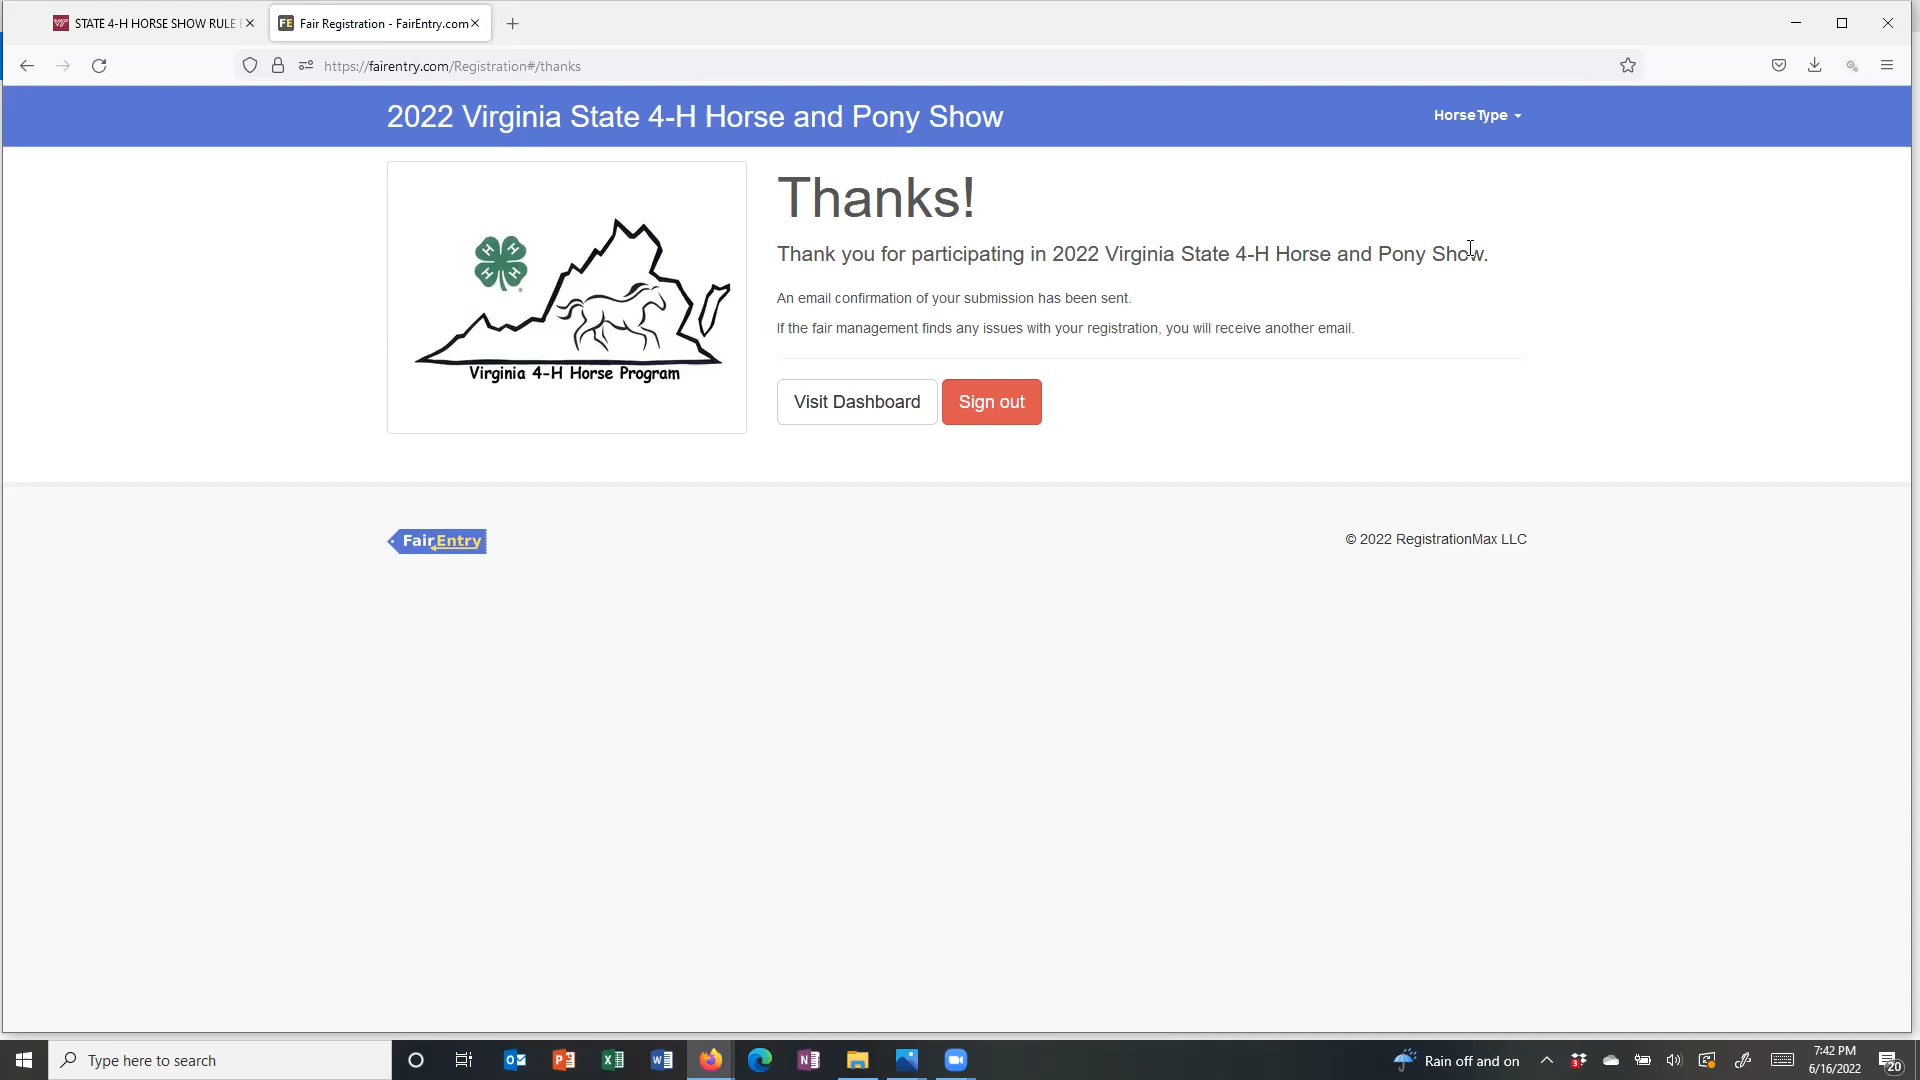 STATE 4-H HORSE SHOW RULE
FE Fair Registration - FairEntry.com
https://fairentry.com/Registration#/thanks
2022 Virginia State 4-H Horse and Pony Show
HorseType
Thanks!
Thank you for participating in 2022 Virginia State 4-H Horse and Pony Show.
H H H H
Virginia 4-H Horse Program
An email confirmation of your submission has been sent.
If the fair management finds any issues with your registration, you will receive another email.
Visit Dashboard Sign out
FairEntry
© 2022 RegistrationMax LLC
Type here to search
Rain off and on
7:42 PM
6/16/2022
20